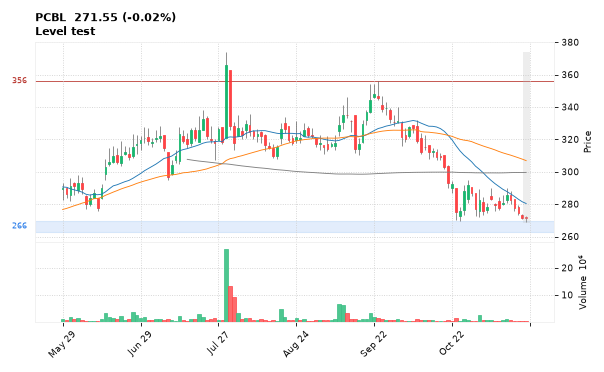 PCBL 271.55 (-0.02%)
Level test
380
360
356
340
320
300
280
266
260
Price
20
10
Volume 10⁶
May 29
Jun 29
Jul 27
Aug 24
Sep 22
Oct 22